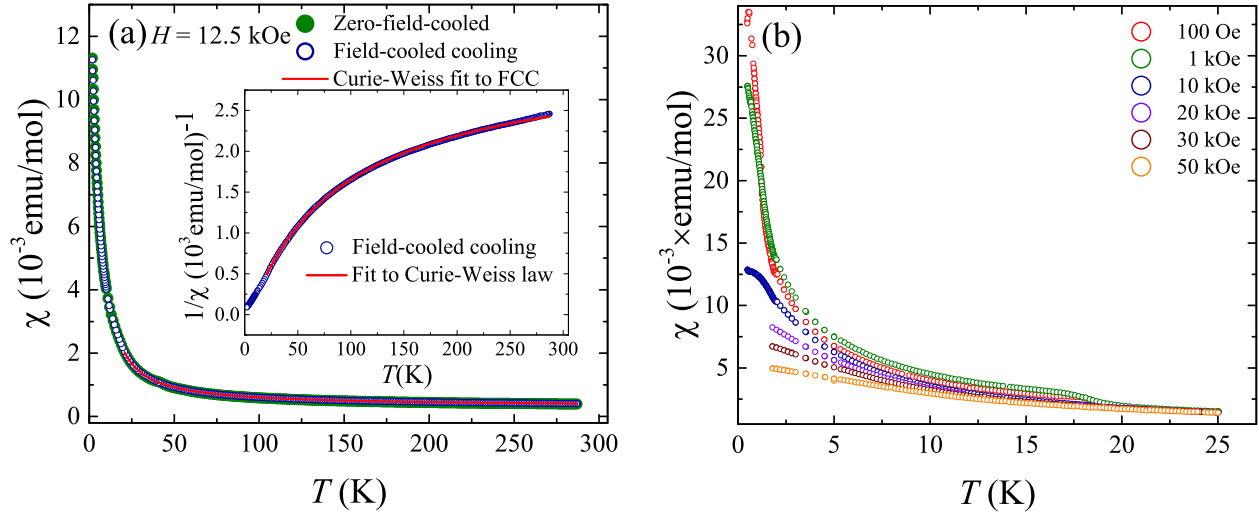 (a) H = 12.5 kOe
Zero-field-cooled
Field-cooled cooling
Curie-Weiss fit to FCC
12
10
8
6
4
2
0
χ (10⁻³ emu/mol)
0 50 100 150 200 250 300
T (K)
2.5
2.0
1.5
1.0
0.5
0.0
1/χ (10³ emu/mol)⁻¹
Field-cooled cooling
Fit to Curie-Weiss law
0 50 100 150 200 250 300
T(K)
(b)
100 Oe
1 kOe
10 kOe
20 kOe
30 kOe
50 kOe
30
25
20
15
10
5
χ (10⁻³×emu/mol)
0 5 10 15 20 25
T (K)